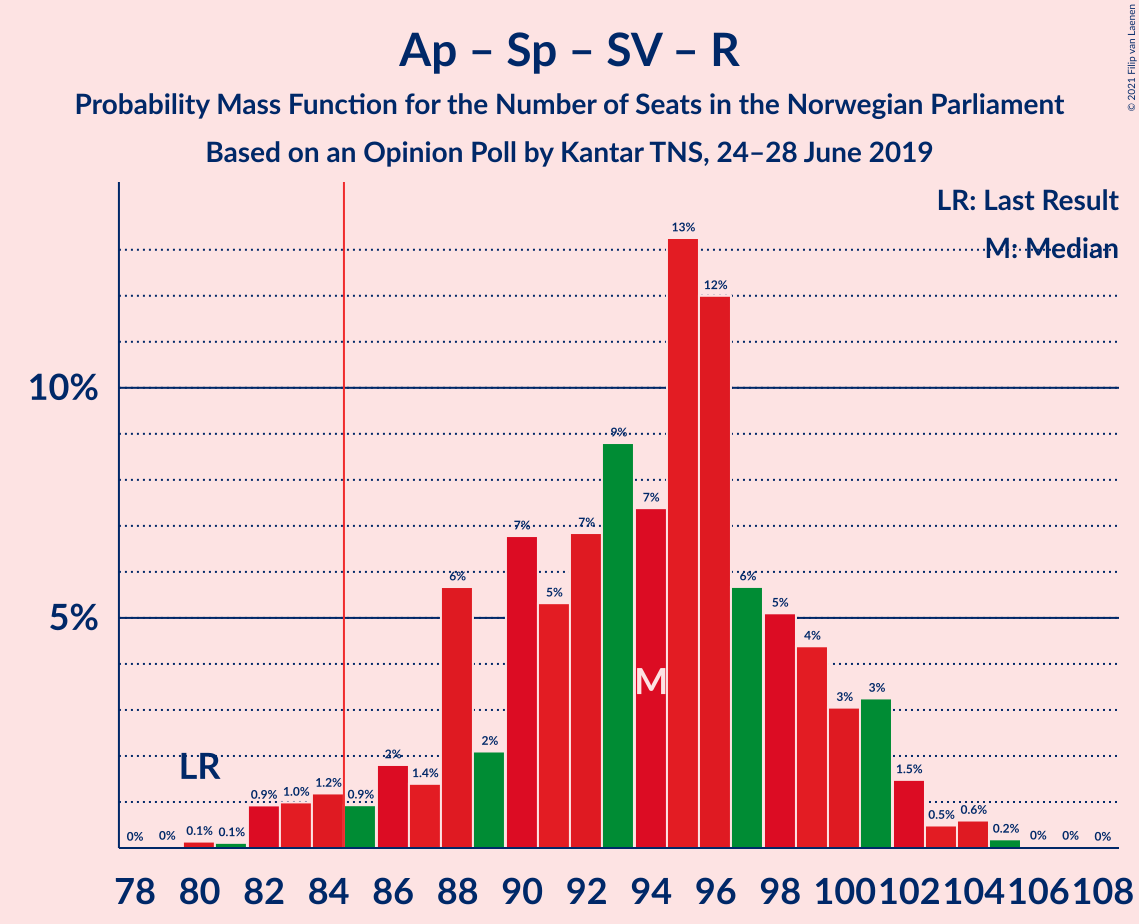 Ap – Sp – SV – R
Probability Mass Function for the Number of Seats in the Norwegian Parliament
Based on an Opinion Poll by Kantar TNS, 24–28 June 2019
© 2021 Filip van Laenen
LR: Last Result
M: Median
10%
5%
LR
M
0% 0% 0.1% 0.1% 0.9% 1.0% 1.2% 0.9% 2% 1.4% 6% 2% 7% 5% 7% 9% 7% 13% 12% 6% 5% 4% 3% 3% 1.5% 0.5% 0.6% 0.2% 0% 0% 0%
78 80 82 84 86 88 90 92 94 96 98 100 102 104 106 108